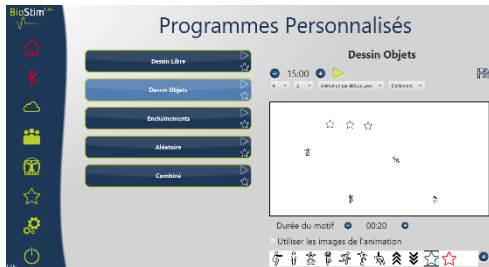 BioStim
Programmes Personnalisés
Dessin Libre
Dessin Objets
Enchaînements
Aléatoire
Combiné
Dessin Objets
15:00
Durée du motif 00:20
Utiliser les images de l'animation